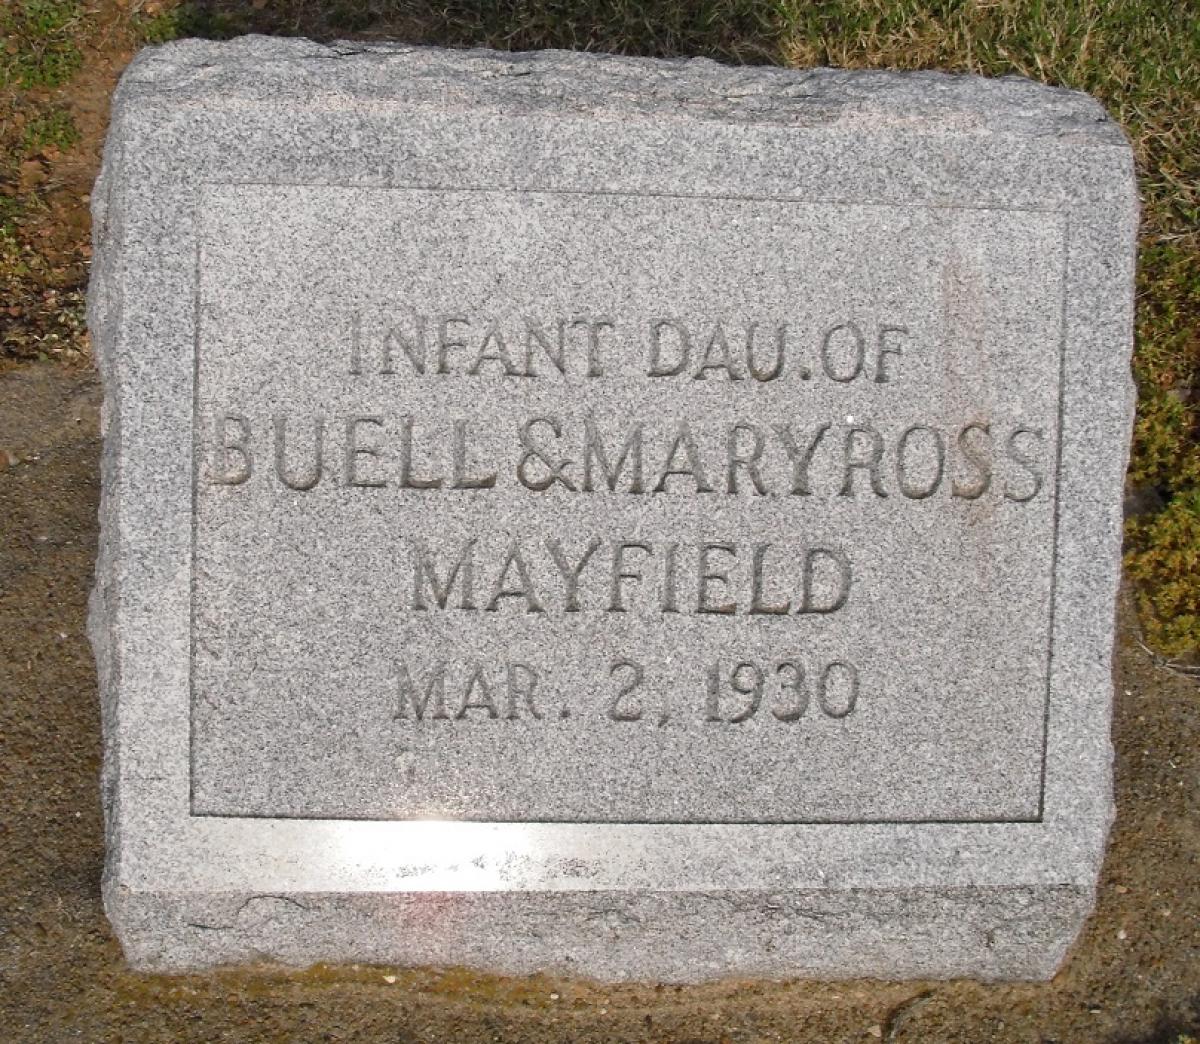 INFANT DAU. OF
BUELL & MARY ROSS
MAYFIELD
MAR. 2, 1930